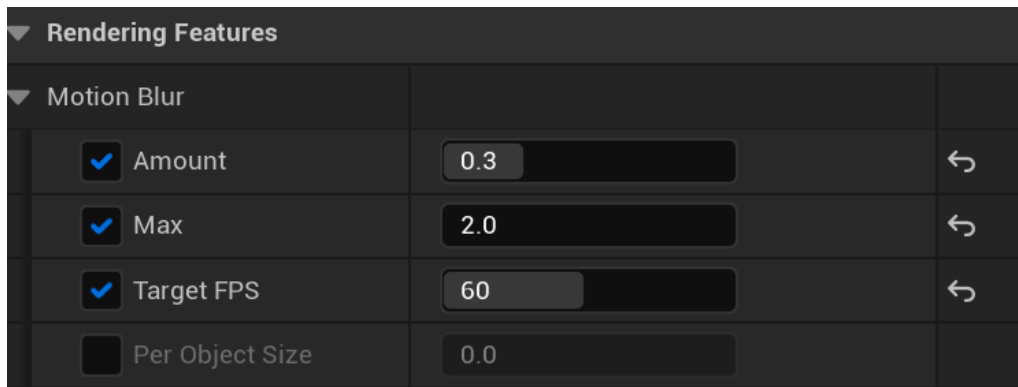 Rendering Features
Motion Blur
Amount 0.3
Max 2.0
Target FPS 60
Per Object Size 0.0